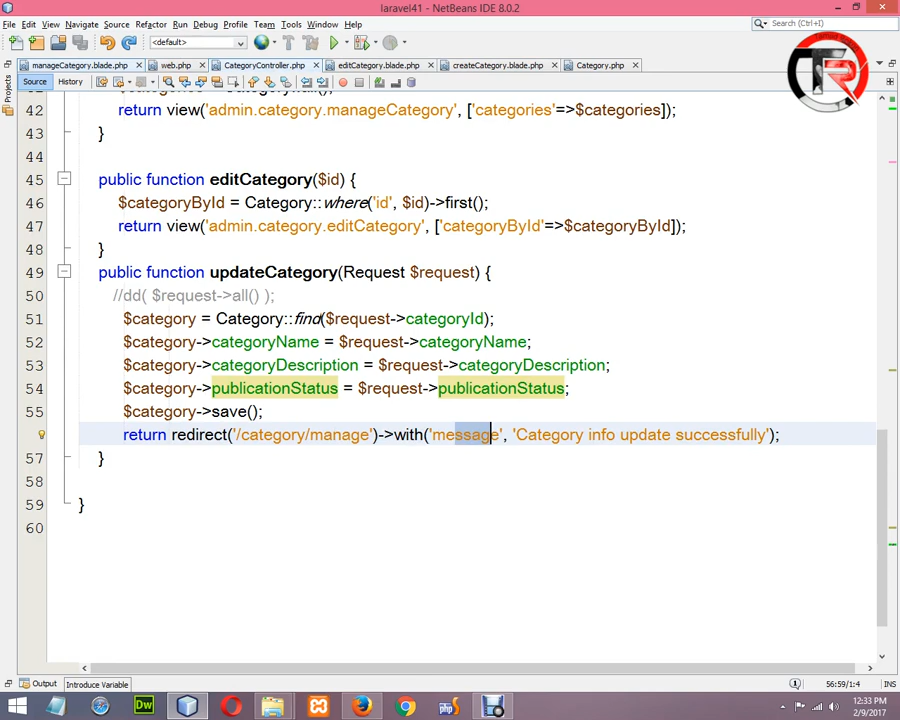 laravel41 - NetBeans IDE 8.0.2
File Edit View Navigate Source Refactor Run Debug Profile Team Tools Window Help
Search (Ctrl+I)
<default>
manageCategory.blade.php web.php CategoryController.php editCategory.blade.php createCategory.blade.php Category.php
Source History
Projects
42 return view('admin.category.manageCategory', ['categories'=>$categories]);
43 }
44
45 public function editCategory($id) {
46 $categoryById = Category::where('id', $id)->first();
47 return view('admin.category.editCategory', ['categoryById'=>$categoryById]);
48 }
49 public function updateCategory(Request $request) {
50 //dd( $request->all() );
51 $category = Category::find($request->categoryId);
52 $category->categoryName = $request->categoryName;
53 $category->categoryDescription = $request->categoryDescription;
54 $category->publicationStatus = $request->publicationStatus;
55 $category->save();
return redirect('/category/manage')->with('message', 'Category info update successfully');
57 }
58
59 }
60
Output Introduce Variable
56:59/1:4 INS
12:33 PM
2/9/2017